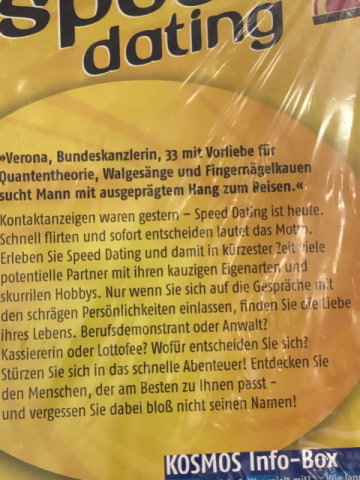 speed
dating
»Verona, Bundeskanzlerin, 33 mit Vorliebe für
Quantentheorie, Walgesänge und Fingernägelkauen
sucht Mann mit ausgeprägtem Hang zum Reisen.«
Kontaktanzeigen waren gestern – Speed Dating ist heute.
Schnell flirten und sofort entscheiden lautet das Motto.
Erleben Sie Speed Dating und damit in kürzester Zeit viele
potentielle Partner mit ihren kauzigen Eigenarten und
skurrilen Hobbys. Nur wenn Sie sich auf die Gespräche mit
den schrägen Persönlichkeiten einlassen, finden Sie die Liebe
ihres Lebens. Berufsdemonstrant oder Anwalt?
Kassiererin oder Lottofee? Wofür entscheiden Sie sich?
Stürzen Sie sich in das schnelle Abenteuer! Entdecken Sie
den Menschen, der am Besten zu Ihnen passt –
und vergessen Sie dabei bloß nicht seinen Namen!
KOSMOS Info-Box